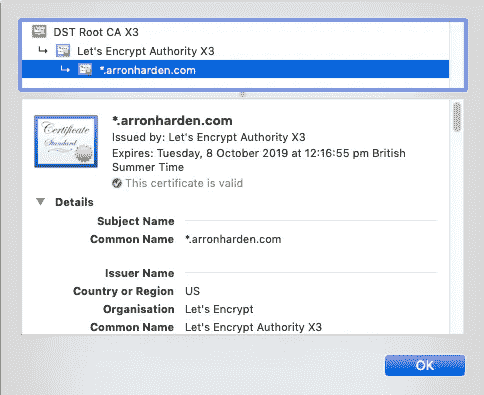 DST Root CA X3
Let's Encrypt Authority X3
*.arronharden.com
Certificate
Standard
*.arronharden.com
Issued by: Let's Encrypt Authority X3
Expires: Tuesday, 8 October 2019 at 12:16:55 pm British
Summer Time
This certificate is valid
Details
Subject Name
Common Name *.arronharden.com
Issuer Name
Country or Region US
Organisation Let's Encrypt
Common Name Let's Encrypt Authority X3
OK